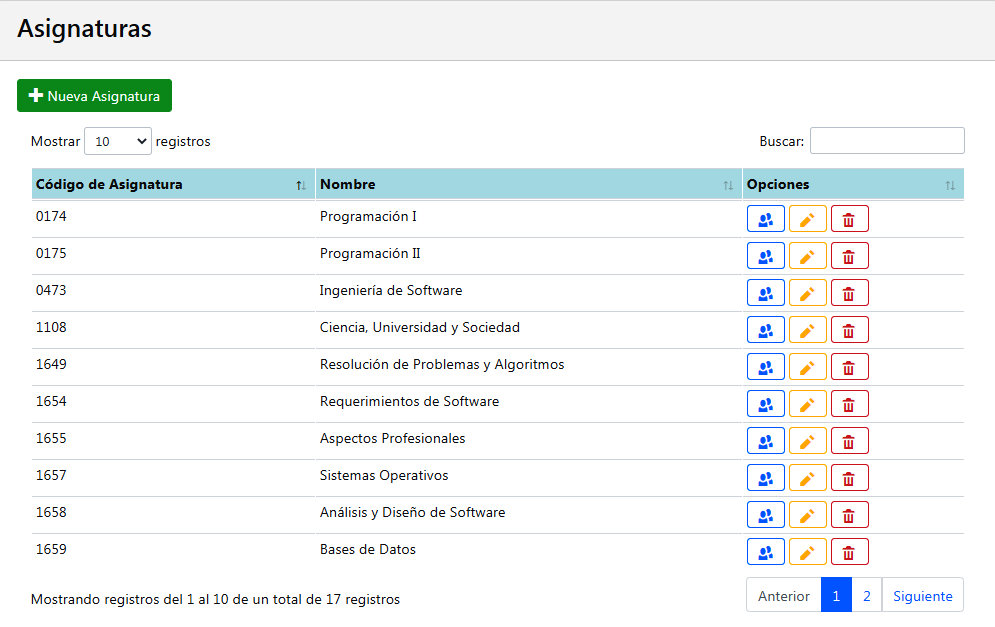 Asignaturas
Nueva Asignatura
Mostrar 10 registros Buscar:
Código de Asignatura Nombre Opciones
0174 Programación I
0175 Programación II
0473 Ingeniería de Software
1108 Ciencia, Universidad y Sociedad
1649 Resolución de Problemas y Algoritmos
1654 Requerimientos de Software
1655 Aspectos Profesionales
1657 Sistemas Operativos
1658 Análisis y Diseño de Software
1659 Bases de Datos
Mostrando registros del 1 al 10 de un total de 17 registros Anterior 1 2 Siguiente